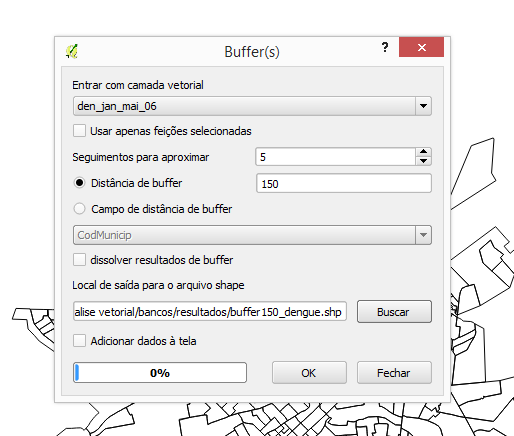 Buffer(s)
?
Entrar com camada vetorial
den_jan_mai_06
Usar apenas feições selecionadas
Seguimentos para aproximar
5
Distância de buffer
150
Campo de distância de buffer
CodMunicip
dissolver resultados de buffer
Local de saída para o arquivo shape
alise vetorial/bancos/resultados/buffer150_dengue.shp
Buscar
Adicionar dados à tela
0%
OK
Fechar